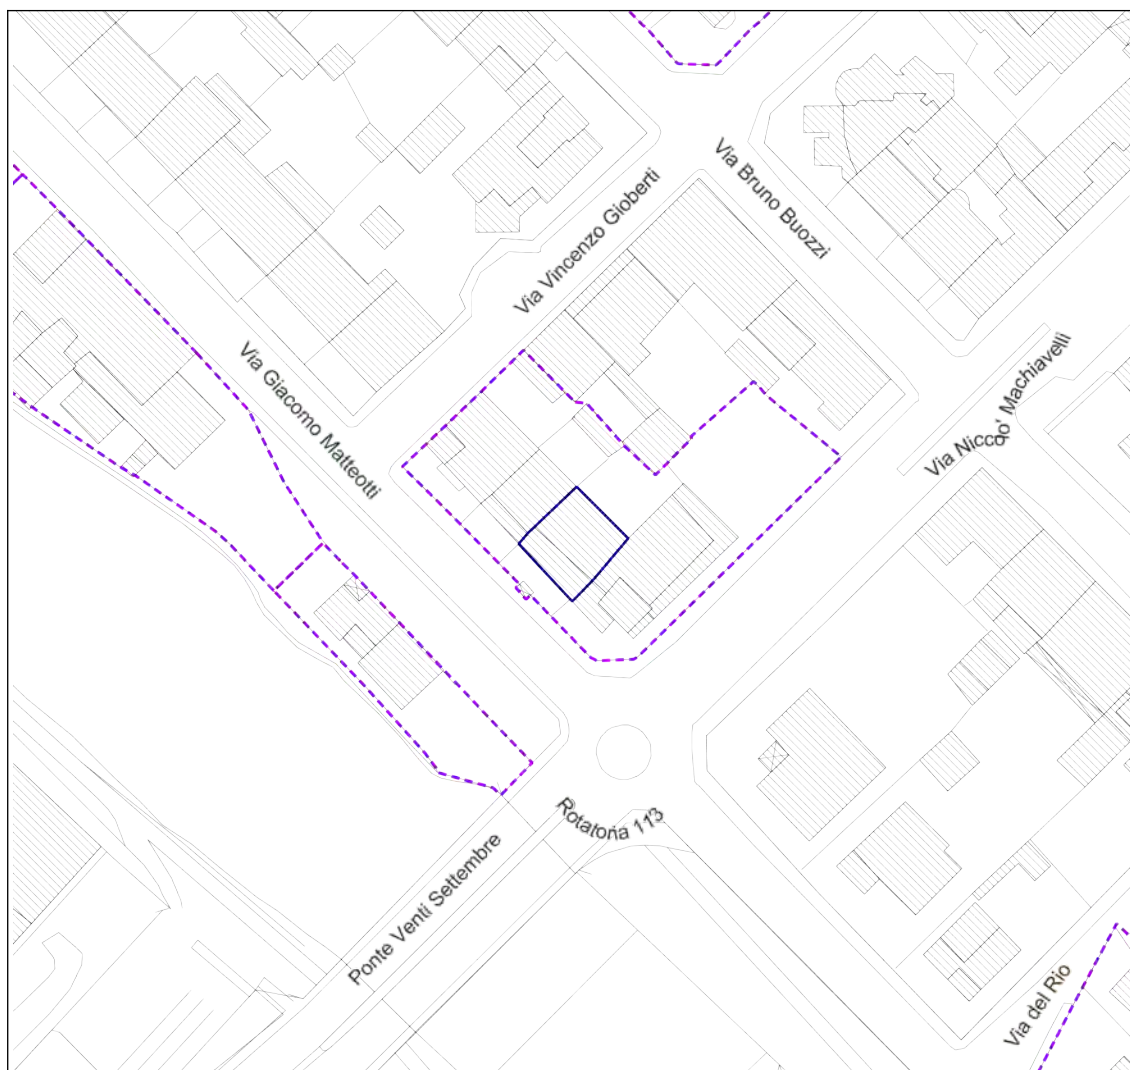 Via Bruno Buozzi
Via Vincenzo Gioberti
Via Giacomo Matteotti
Via Niccolo' Machiavelli
Rotatoria 113
Ponte Venti Settembre
Via del Rio